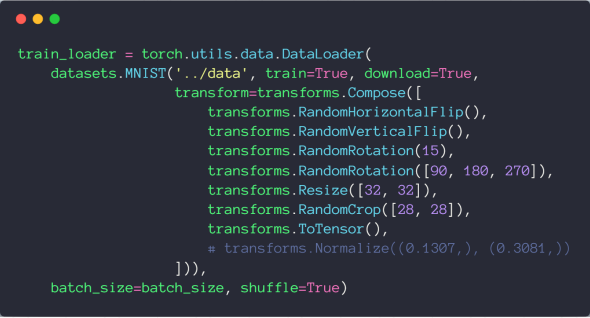 train_loader = torch.utils.data.DataLoader(
    datasets.MNIST('../data', train=True, download=True,
                   transform=transforms.Compose([
                       transforms.RandomHorizontalFlip(),
                       transforms.RandomVerticalFlip(),
                       transforms.RandomRotation(15),
                       transforms.RandomRotation([90, 180, 270]),
                       transforms.Resize([32, 32]),
                       transforms.RandomCrop([28, 28]),
                       transforms.ToTensor(),
                       # transforms.Normalize((0.1307,), (0.3081,))
                   ])),
    batch_size=batch_size, shuffle=True)